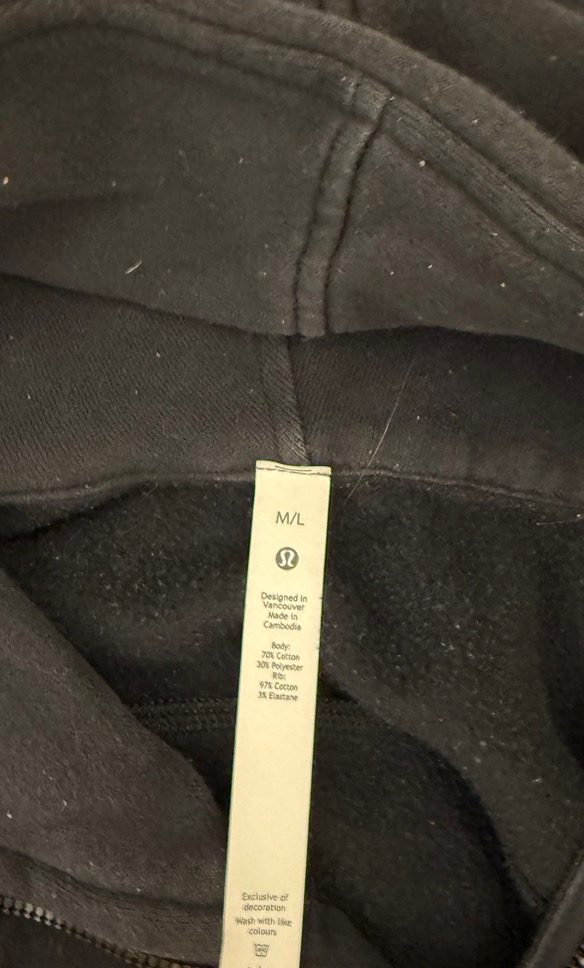 M/L
Designed in
Vancouver
Made in
Cambodia
Body:
70% Cotton
30% Polyester
Rib:
97% Cotton
3% Elastane
Exclusive of
decoration
Wash with like
colours